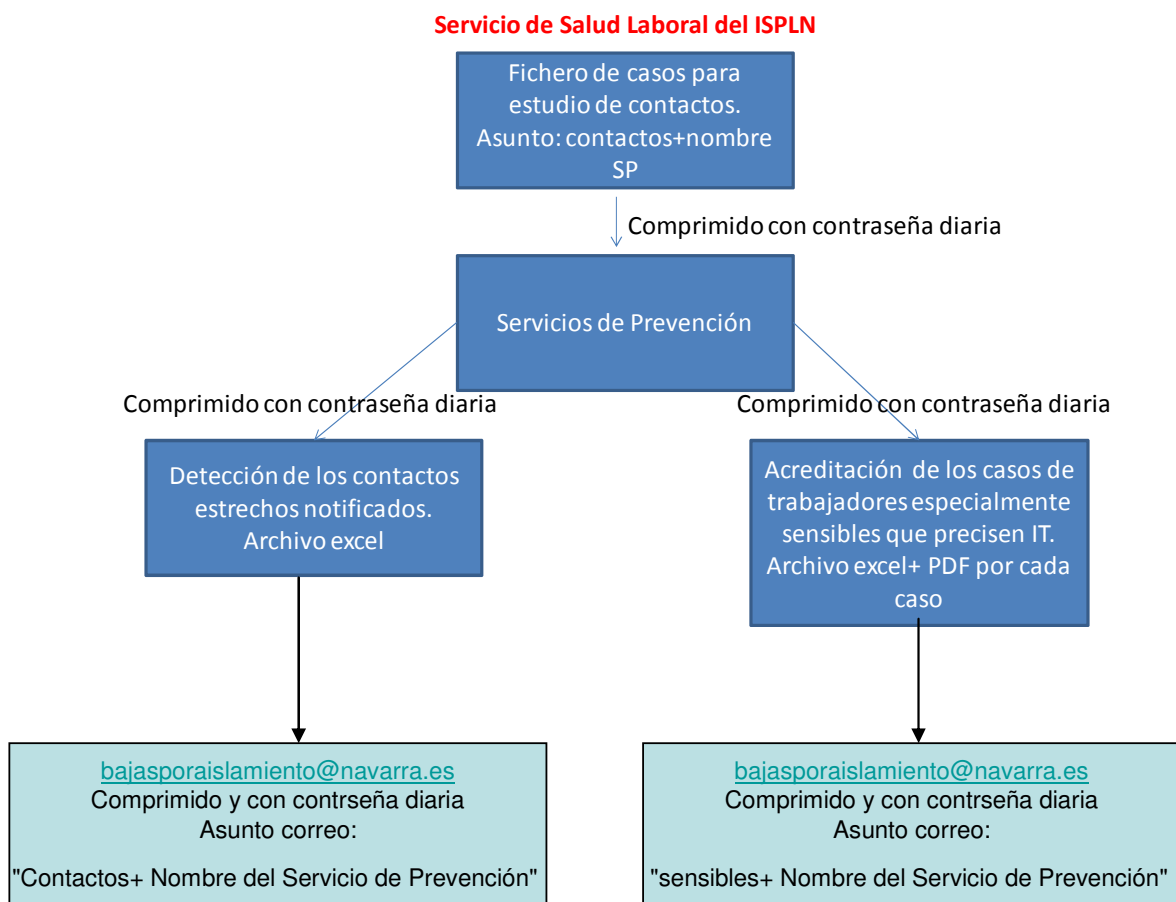 Servicio de Salud Laboral del ISPLN
Fichero de casos para
estudio de contactos.
Asunto: contactos+nombre
SP
Comprimido con contraseña diaria
Servicios de Prevención
Comprimido con contraseña diaria
Comprimido con contraseña diaria
Detección de los contactos
estrechos notificados.
Archivo excel
Acreditación de los casos de
trabajadores especialmente
sensibles que precisen IT.
Archivo excel+ PDF por cada
caso
bajasporaislamiento@navarra.es
Comprimido y con contrseña diaria
Asunto correo:
"Contactos+ Nombre del Servicio de Prevención"
bajasporaislamiento@navarra.es
Comprimido y con contrseña diaria
Asunto correo:
"sensibles+ Nombre del Servicio de Prevención"